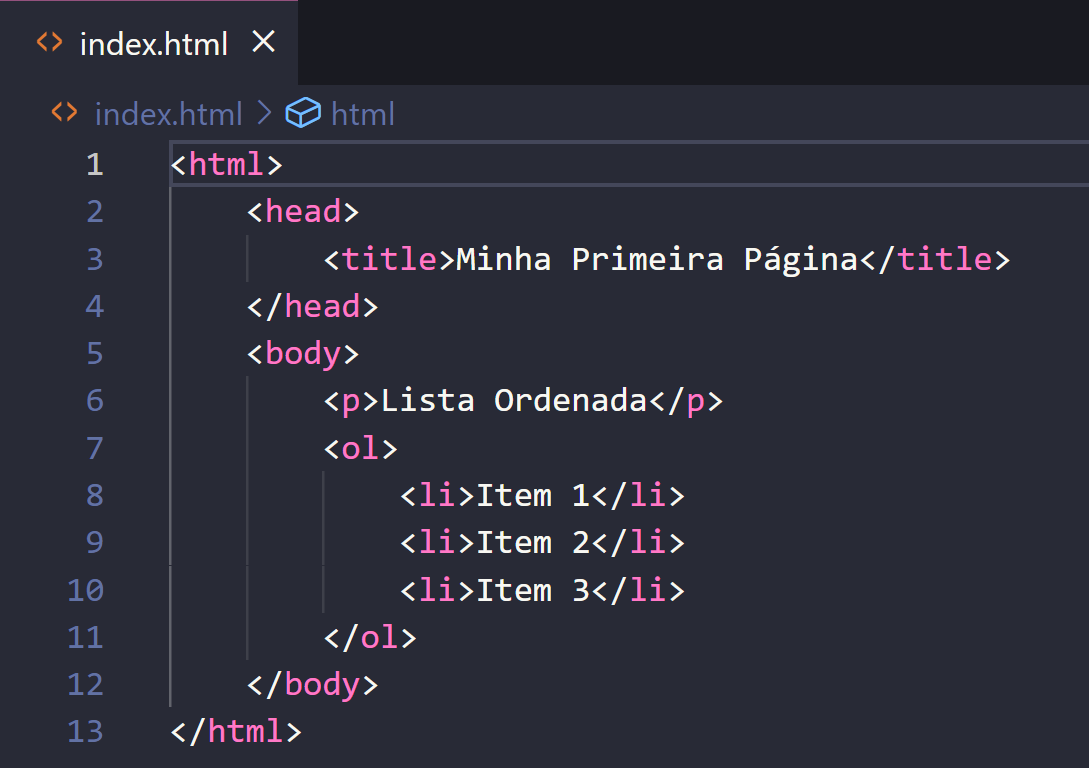 index.html
index.html > html
1 <html>
2 <head>
3 <title>Minha Primeira Página</title>
4 </head>
5 <body>
6 <p>Lista Ordenada</p>
7 <ol>
8 <li>Item 1</li>
9 <li>Item 2</li>
10 <li>Item 3</li>
11 </ol>
12 </body>
13 </html>